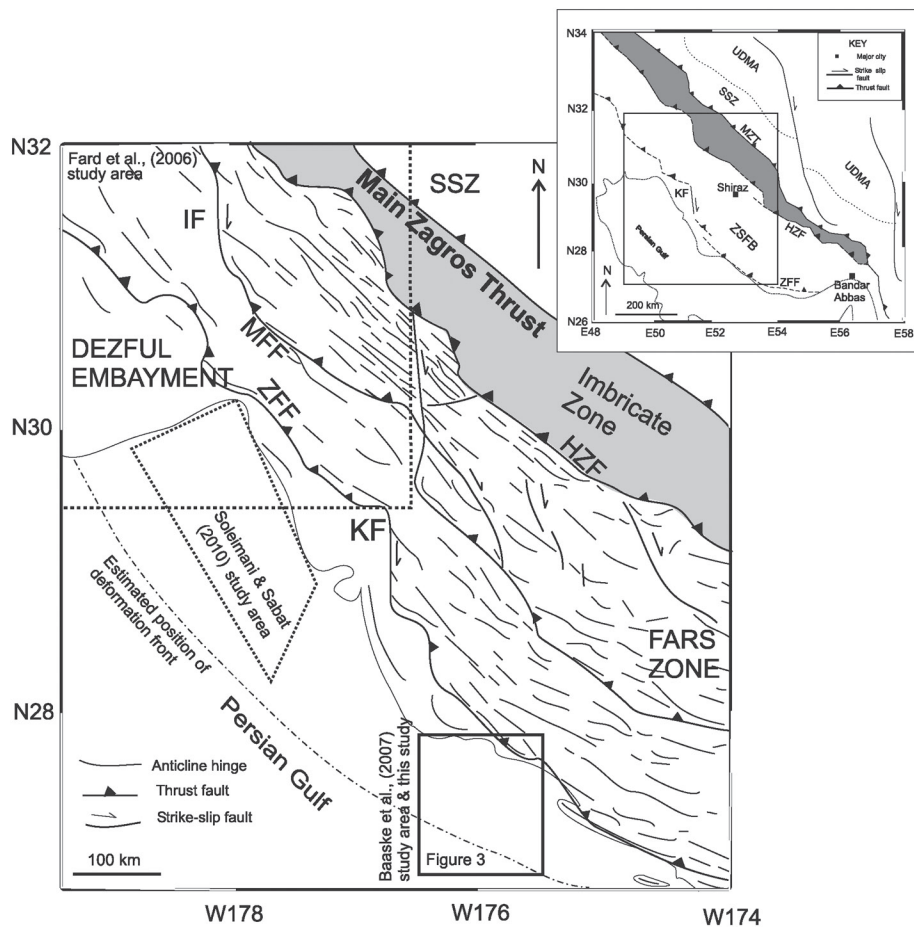 N34
N32
N30
N28
N26
E48
E50
E52
E54
E56
E58
KEY
Major city
Strike slip
fault
Thrust fault
UDMA
SSZ
MZT
UDMA
Shiraz
KF
ZSFB
HZF
Persian Gulf
ZFF
Bandar
Abbas
N
200 km
N32
N30
N28
W178
W176
W174
Fard et al., (2006)
study area
IF
SSZ
N
Main Zagros Thrust
MFF
DEZFUL
EMBAYMENT
ZFF
Imbricate
Zone
HZF
KF
Soleimani & Sabat
(2010) study area
Estimated position of
deformation front
FARS
ZONE
Persian Gulf
Baaske et al., (2007)
study area & this study
Figure 3
Anticline hinge
Thrust fault
Strike-slip fault
100 km